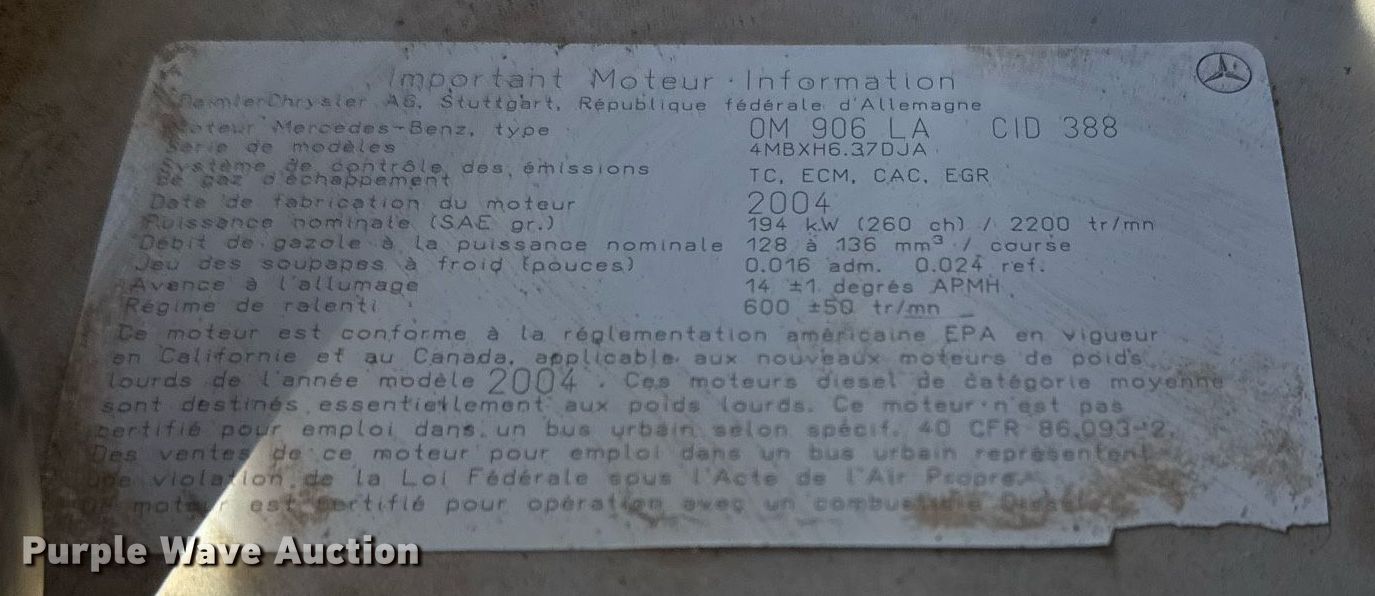 Important Moteur · Information
DaimlerChrysler AG, Stuttgart, République fédérale d'Allemagne
Moteur Mercedes-Benz, type OM 906 LA CID 388
Série de modèles 4MBXH6.37DJA
Système de contrôle des émissions
de gaz d'échappement TC, ECM, CAC, EGR
Date de fabrication du moteur 2004
Puissance nominate (SAE gr.) 194 kW (260 ch) / 2200 tr/mn
Débit de gazole à la puissance nominale 128 à 136 mm³ / course
Jeu des soupapes à froid (pouces) 0.016 adm. 0.024 ref.
Avance à l'allumage 14 ±1 degrés APMH
Régime de ralenti 600 ±50 tr/mn
Ce moteur est conforme à la réglementation américaine EPA en vigueur
en Californie et au Canada, applicable aux nouveaux moteurs de poids
lourds de l'année modèle 2004. Ces moteurs diesel de catégorie moyenne
sont destinés essentiellement aux poids lourds. Ce moteur n'est pas
certifié pour emploi dans un bus urbain selon spécif. 40 CFR 86.093-2.
Des ventes de ce moteur pour emploi dans un bus urbain représentent
une violation de la Loi Fédérale sous l'Acte de l'Air Propre.
Ce moteur est certifié pour opération avec un combustible Diesel
Purple Wave Auction